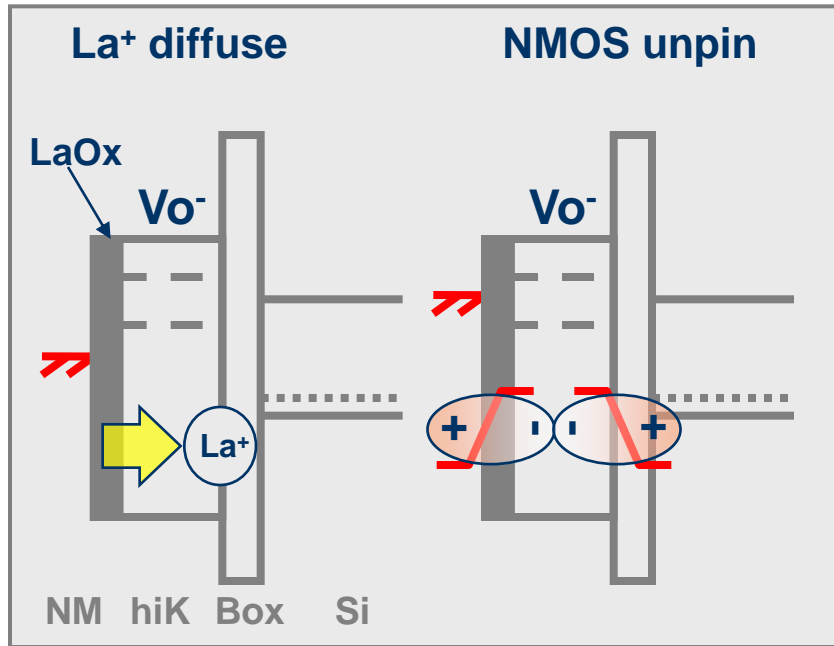 La⁺ diffuse
NMOS unpin
LaOx
Vo⁻
Vo⁻
La⁺
+ - - +
NM hiK Box Si